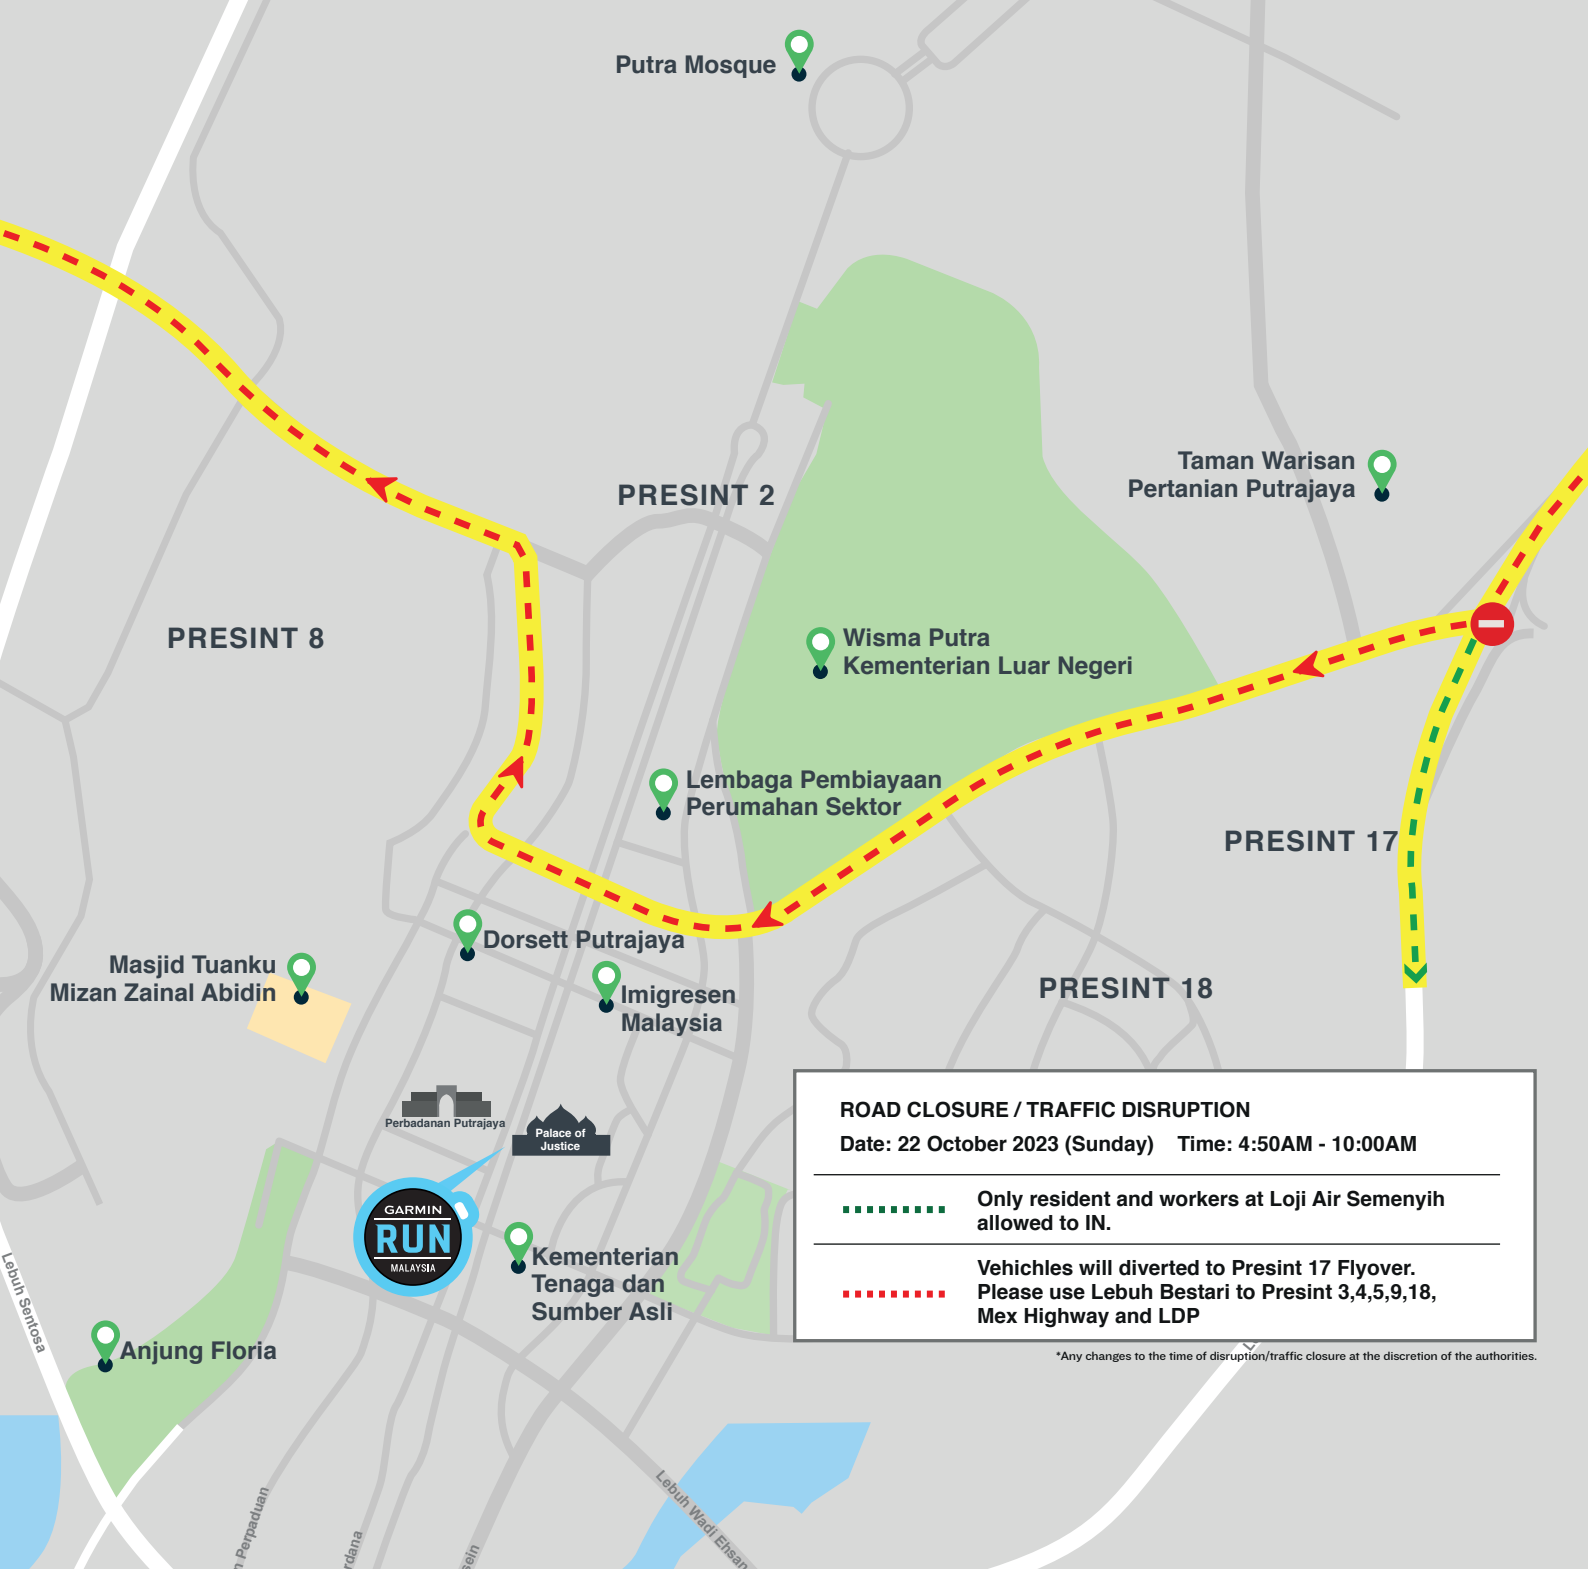 Putra Mosque
PRESINT 2
Taman Warisan
Pertanian Putrajaya
PRESINT 8
Wisma Putra
Kementerian Luar Negeri
Lembaga Pembiayaan
Perumahan Sektor
PRESINT 17
Dorsett Putrajaya
Masjid Tuanku
Mizan Zainal Abidin
Imigresen
Malaysia
PRESINT 18
Perbadanan Putrajaya
Palace of
Justice
GARMIN
RUN
MALAYSIA
Kementerian
Tenaga dan
Sumber Asli
Lebuh Sentosa
Anjung Floria
ROAD CLOSURE / TRAFFIC DISRUPTION
Date: 22 October 2023 (Sunday) Time: 4:50AM - 10:00AM
Only resident and workers at Loji Air Semenyih
allowed to IN.
Vehichles will diverted to Presint 17 Flyover.
Please use Lebuh Bestari to Presint 3,4,5,9,18,
Mex Highway and LDP
*Any changes to the time of disruption/traffic closure at the discretion of the authorities.
n Perpaduan
rdana
sein
Lebuh Wadi Ehsan